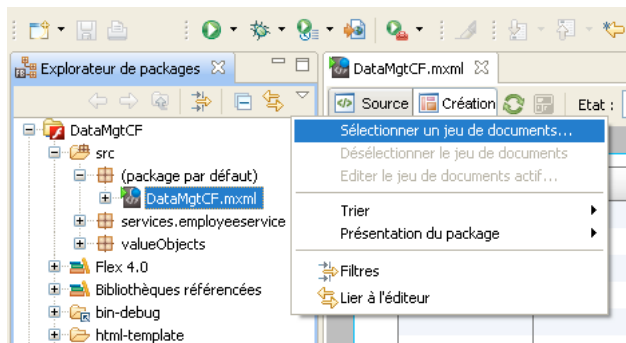 Explorateur de packages
DataMgtCF.mxml
Source Création Etat :
DataMgtCF
src
(package par défaut)
DataMgtCF.mxml
services.employeeservice
valueObjects
Flex 4.0
Bibliothèques référencées
bin-debug
html-template
Sélectionner un jeu de documents...
Désélectionner le jeu de documents
Editer le jeu de documents actif...
Trier
Présentation du package
Filtres
Lier à l'éditeur